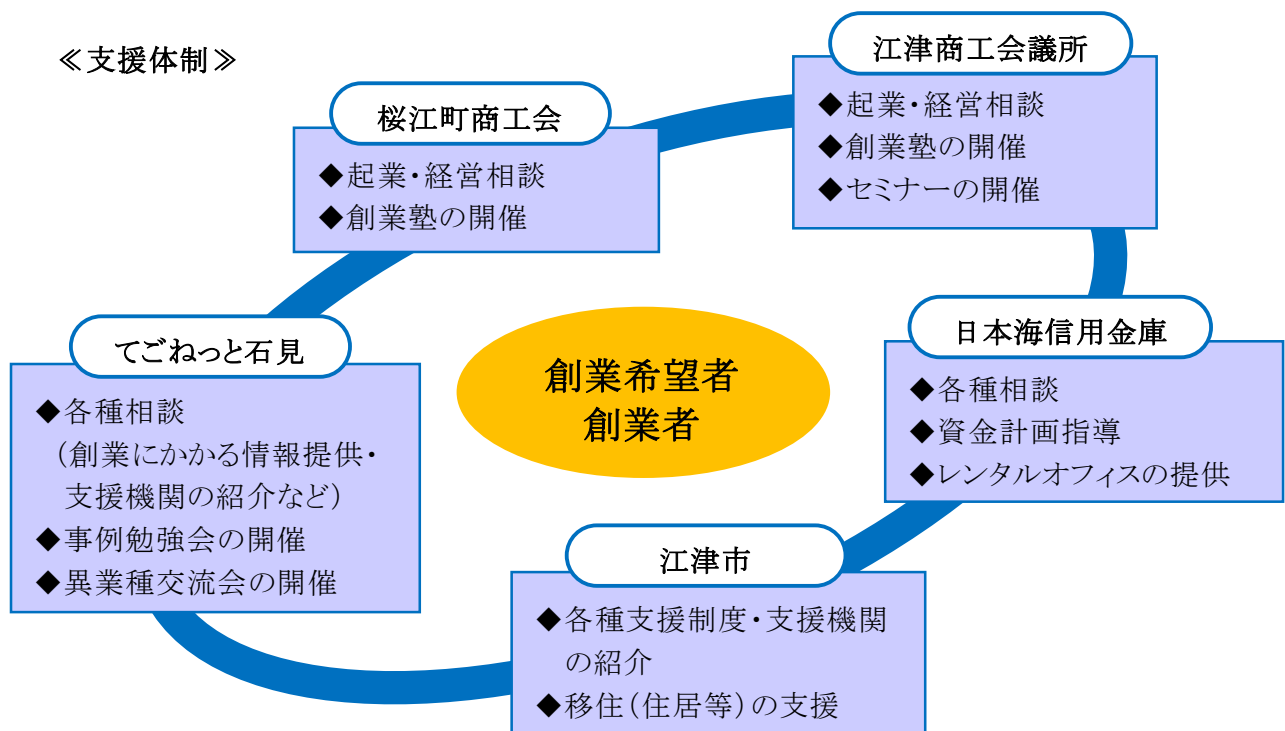 ≪支援体制≫
江津商工会議所
◆起業・経営相談
◆創業塾の開催
◆セミナーの開催
桜江町商工会
◆起業・経営相談
◆創業塾の開催
てごねっと石見
◆各種相談
（創業にかかる情報提供・
支援機関の紹介など）
◆事例勉強会の開催
◆異業種交流会の開催
創業希望者
創業者
日本海信用金庫
◆各種相談
◆資金計画指導
◆レンタルオフィスの提供
江津市
◆各種支援制度・支援機関
の紹介
◆移住（住居等）の支援